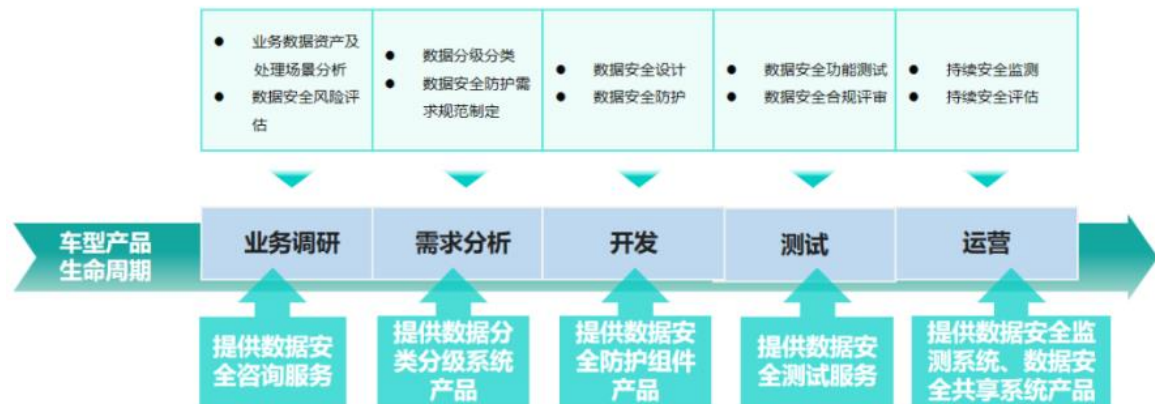 ● 业务数据资产及
处理场景分析
● 数据安全风险评
估
● 数据分级分类
● 数据安全防护需
求规范制定
● 数据安全设计
● 数据安全防护
● 数据安全功能测试
● 数据安全合规评审
● 持续安全监测
● 持续安全评估
车型产品
生命周期
业务调研
需求分析
开发
测试
运营
提供数据安
全咨询服务
提供数据分
类分级系统
产品
提供数据安
全防护组件
产品
提供数据安
全测试服务
提供数据安全监
测系统、数据安
全共享系统产品